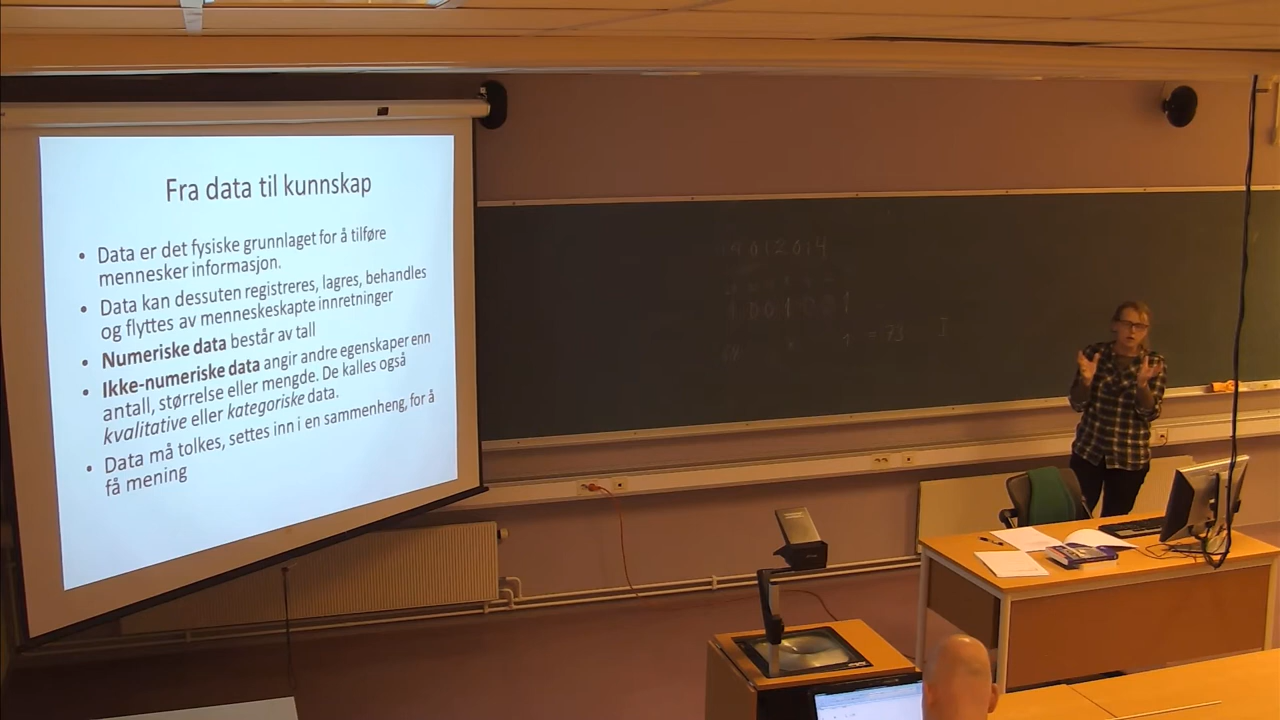 Fra data til kunnskap
• Data er det fysiske grunnlaget for å tilføre
mennesker informasjon.
• Data kan dessuten registreres, lagres, behandles
og flyttes av menneskeskapte innretninger
• Numeriske data består av tall
• Ikke-numeriske data angir andre egenskaper enn
antall, størrelse eller mengde. De kalles også
kvalitative eller kategoriske data.
• Data må tolkes, settes inn i en sammenheng, for å
få mening
= 73